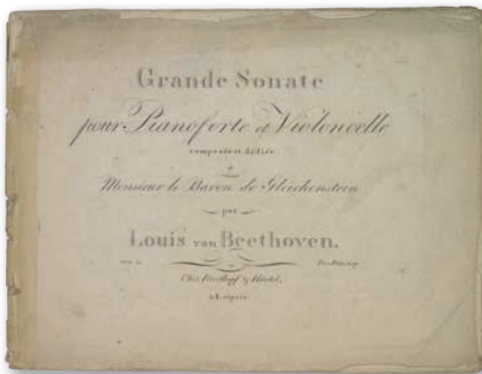 Grande Sonate
pour Pianoforte et Violoncelle
composée et dédiée
à
Monsieur le Baron de Gleichenstein
par
Louis van Beethoven.
Chez Breitkopf & Härtel,
à Leipsic